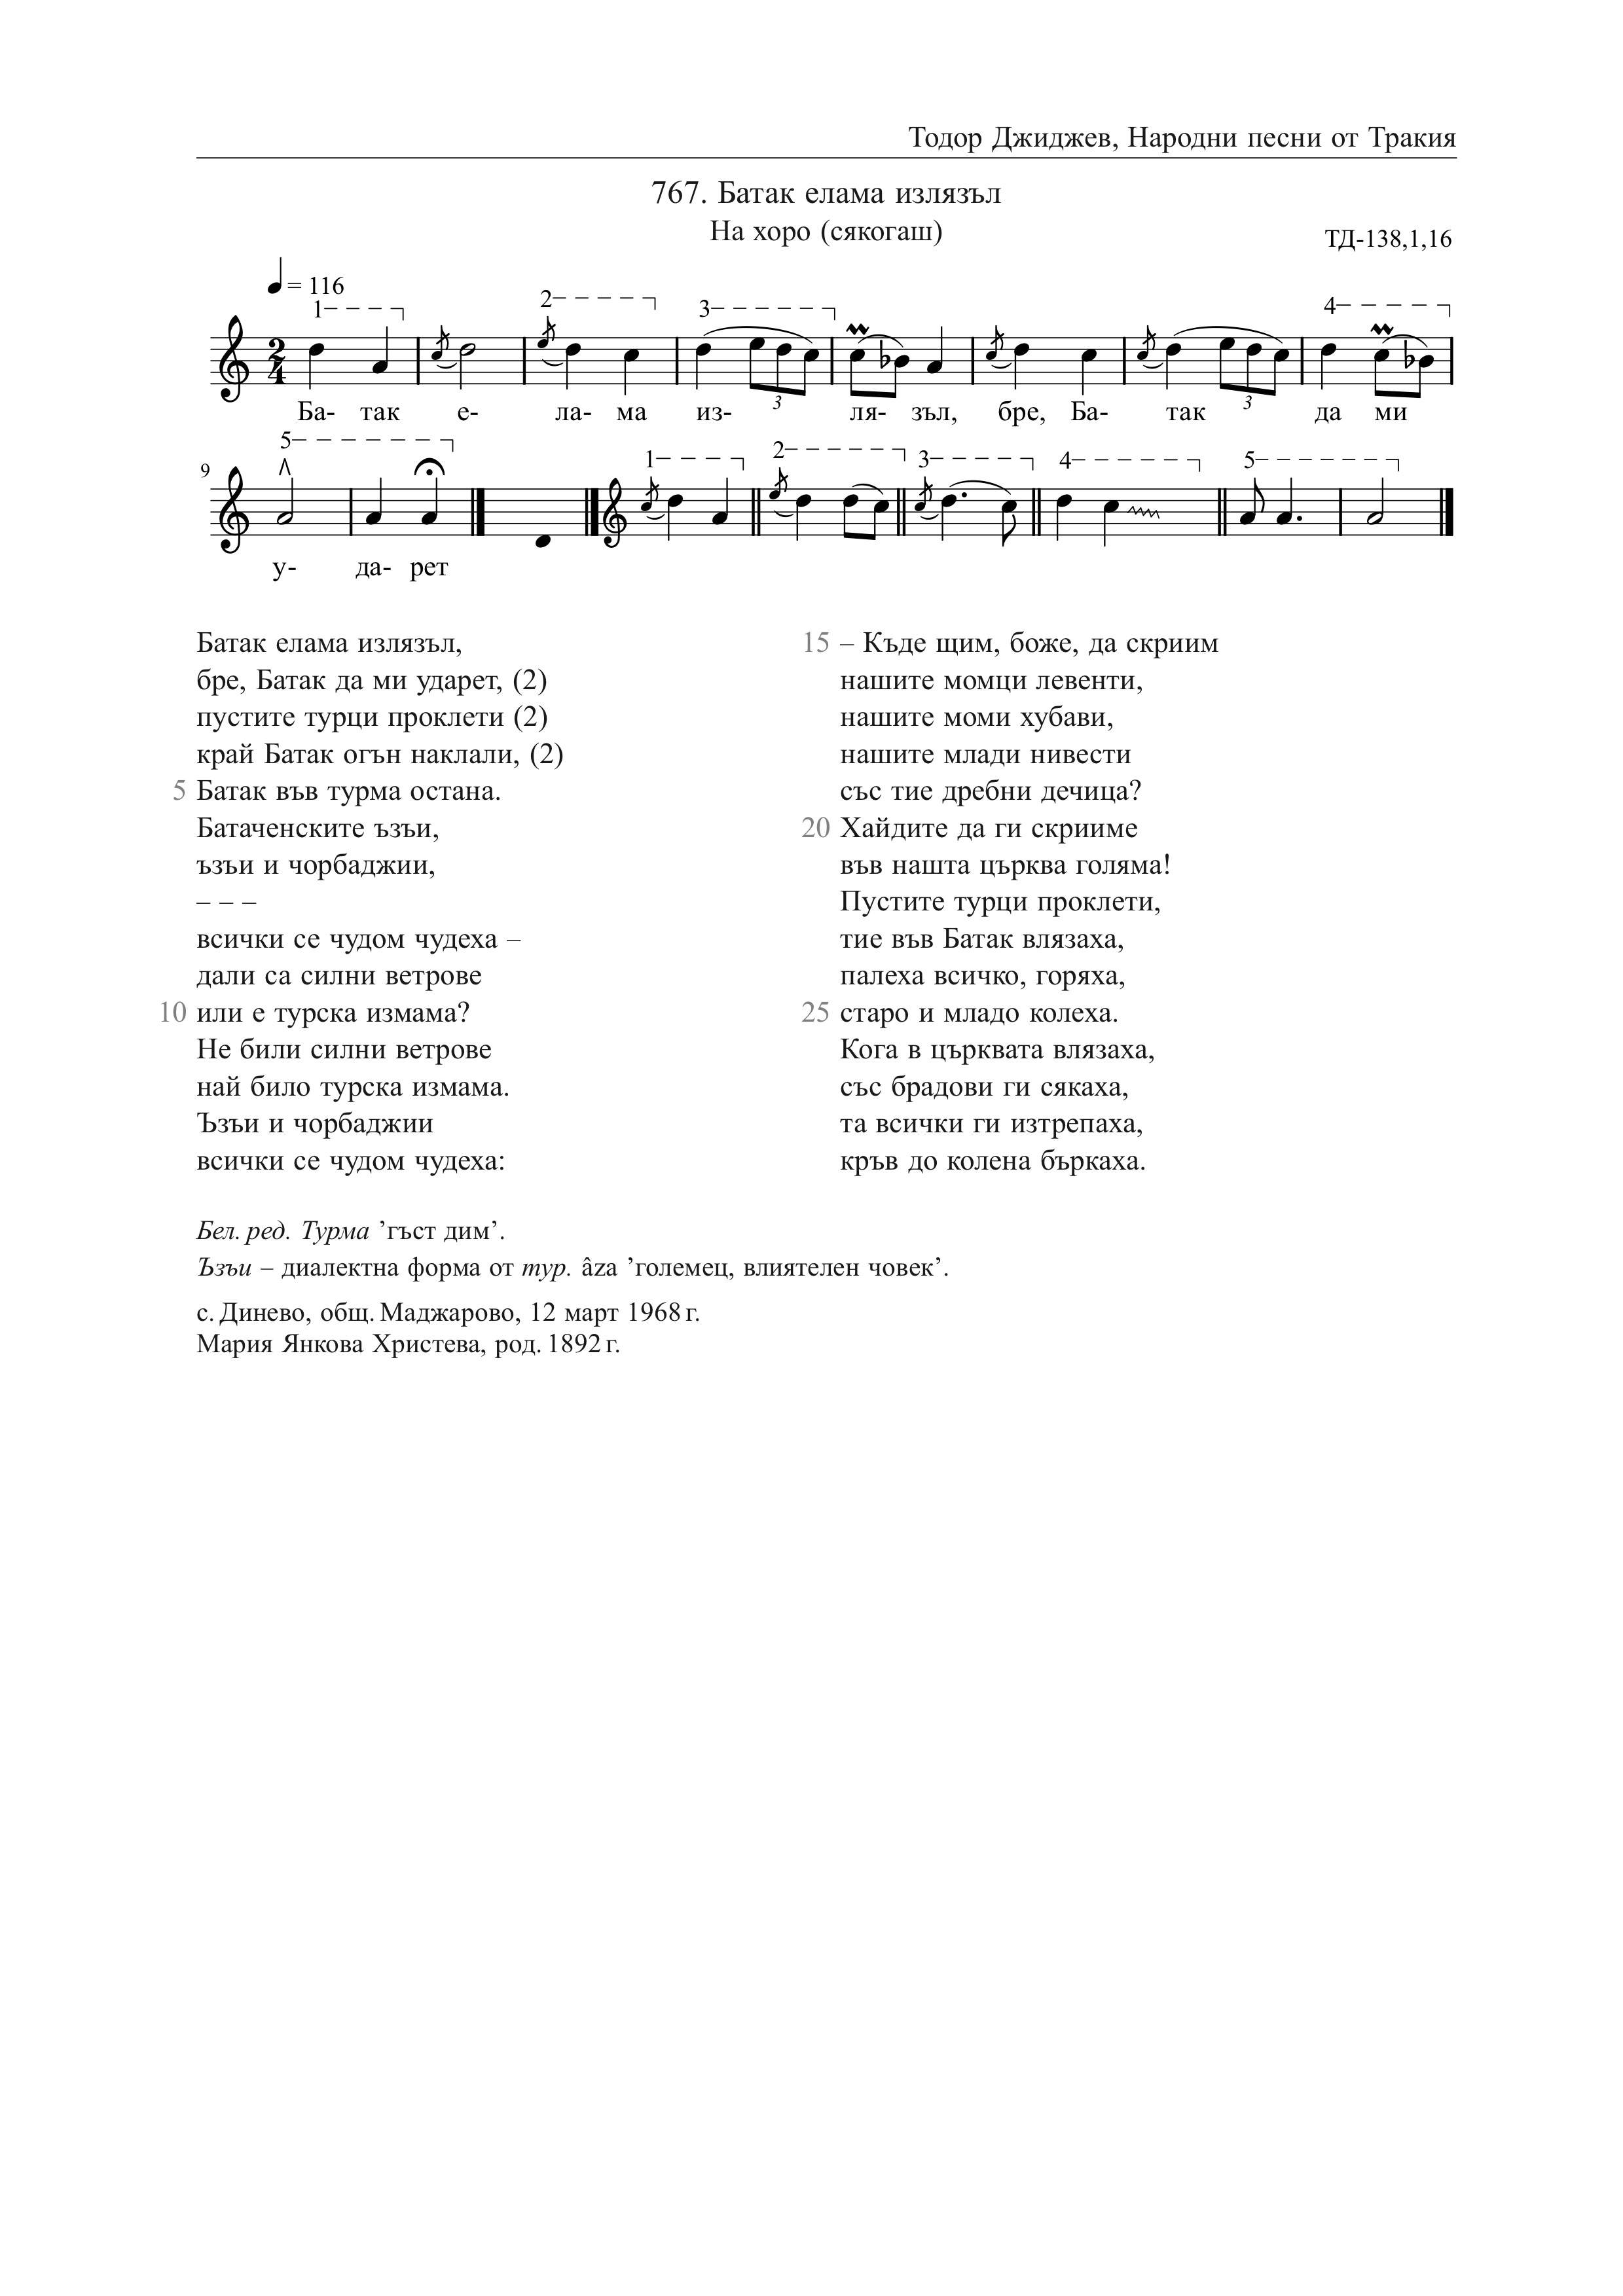 Тодор Джиджев, Народни песни от Тракия
767. Батак елама излязъл
На хоро (сякогаш)
ТД-138,1,16
= 116
1 2 3 4
2/4
3 3
Ба- так е- ла- ма из- ля- зъл, бре, Ба- так да ми
5 1 2 3 4 5
9
у- да- рет
Батак елама излязъл,
бре, Батак да ми ударет, (2)
пустите турци проклети (2)
край Батак огън наклали, (2)
5 Батак във турма остана.
Батаченските ъзъи,
ъзъи и чорбаджии,
– – –
всички се чудом чудеха –
дали са силни ветрове
10 или е турска измама?
Не били силни ветрове
най било турска измама.
Ъзъи и чорбаджии
всички се чудом чудеха:
15 – Къде щим, боже, да скриим
нашите момци левенти,
нашите моми хубави,
нашите млади нивести
със тие дребни дечица?
20 Хайдите да ги скрииме
във нашта църква голяма!
Пустите турци проклети,
тие във Батак влязаха,
палеха всичко, горяха,
25 старо и младо колеха.
Кога в църквата влязаха,
със брадови ги сякаха,
та всички ги изтрепаха,
кръв до колена бъркаха.
Бел. ред. Турма ’гъст дим’.
Ъзъи – диалектна форма от тур. âza ’големец, влиятелен човек’.
с. Динево, общ. Маджарово, 12 март 1968 г.
Мария Янкова Христева, род. 1892 г.